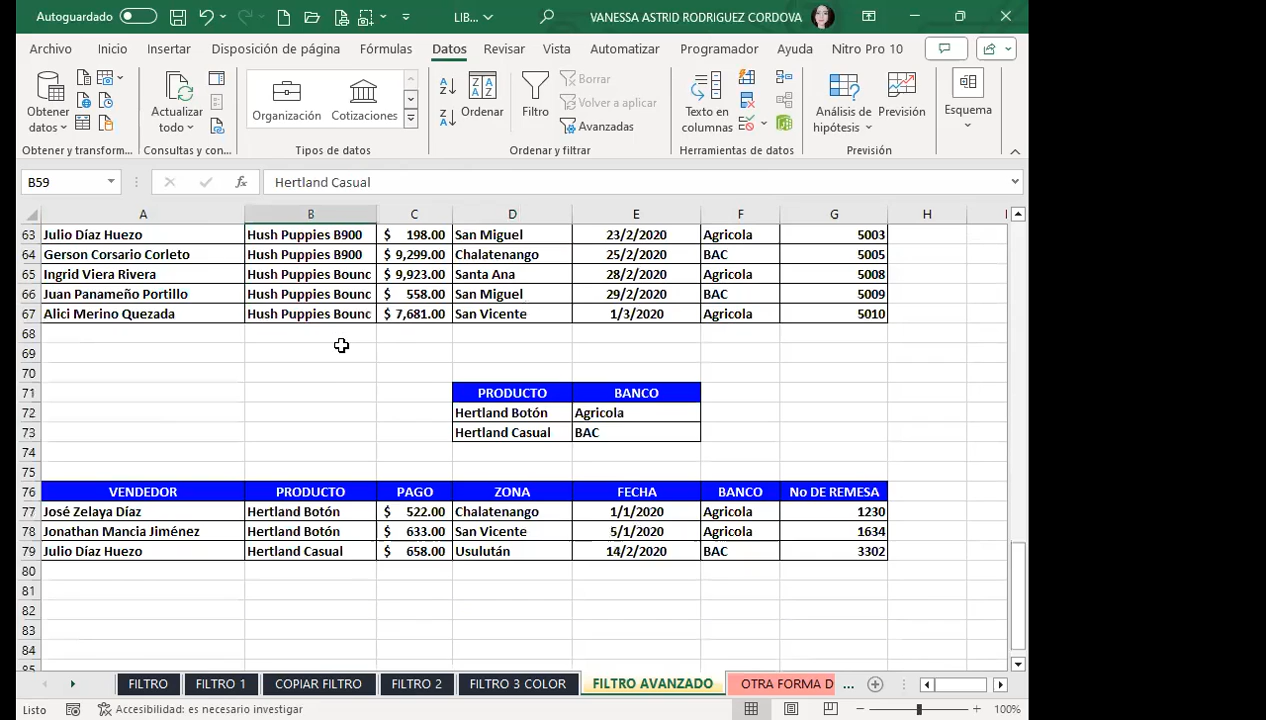 Autoguardado LIB... VANESSA ASTRID RODRIGUEZ CORDOVA
Archivo Inicio Insertar Disposición de página Fórmulas Datos Revisar Vista Automatizar Programador Ayuda Nitro Pro 10
Obtener datos
Actualizar todo
Organización Cotizaciones
Ordenar
Filtro
Borrar
Volver a aplicar
Avanzadas
Texto en columnas
Análisis de hipótesis
Previsión
Esquema
Obtener y transform... Consultas y con... Tipos de datos Ordenar y filtrar Herramientas de datos Previsión
B59 fx Hertland Casual
A B C D E F G H I
63 Julio Díaz Huezo Hush Puppies B900 $ 198.00 San Miguel 23/2/2020 Agricola 5003
64 Gerson Corsario Corleto Hush Puppies B900 $ 9,299.00 Chalatenango 25/2/2020 BAC 5005
65 Ingrid Viera Rivera Hush Puppies Bounc $ 9,923.00 Santa Ana 28/2/2020 Agricola 5008
66 Juan Panameño Portillo Hush Puppies Bounc $ 558.00 San Miguel 29/2/2020 BAC 5009
67 Alici Merino Quezada Hush Puppies Bounc $ 7,681.00 San Vicente 1/3/2020 Agricola 5010
68
69
70
71 PRODUCTO BANCO
72 Hertland Botón Agricola
73 Hertland Casual BAC
74
75
76 VENDEDOR PRODUCTO PAGO ZONA FECHA BANCO No DE REMESA
77 José Zelaya Díaz Hertland Botón $ 522.00 Chalatenango 1/1/2020 Agricola 1230
78 Jonathan Mancia Jiménez Hertland Botón $ 633.00 San Vicente 5/1/2020 Agricola 1634
79 Julio Díaz Huezo Hertland Casual $ 658.00 Usulután 14/2/2020 BAC 3302
80
81
82
83
84
85
FILTRO FILTRO 1 COPIAR FILTRO FILTRO 2 FILTRO 3 COLOR FILTRO AVANZADO OTRA FORMA D ...
Listo Accesibilidad: es necesario investigar 100%